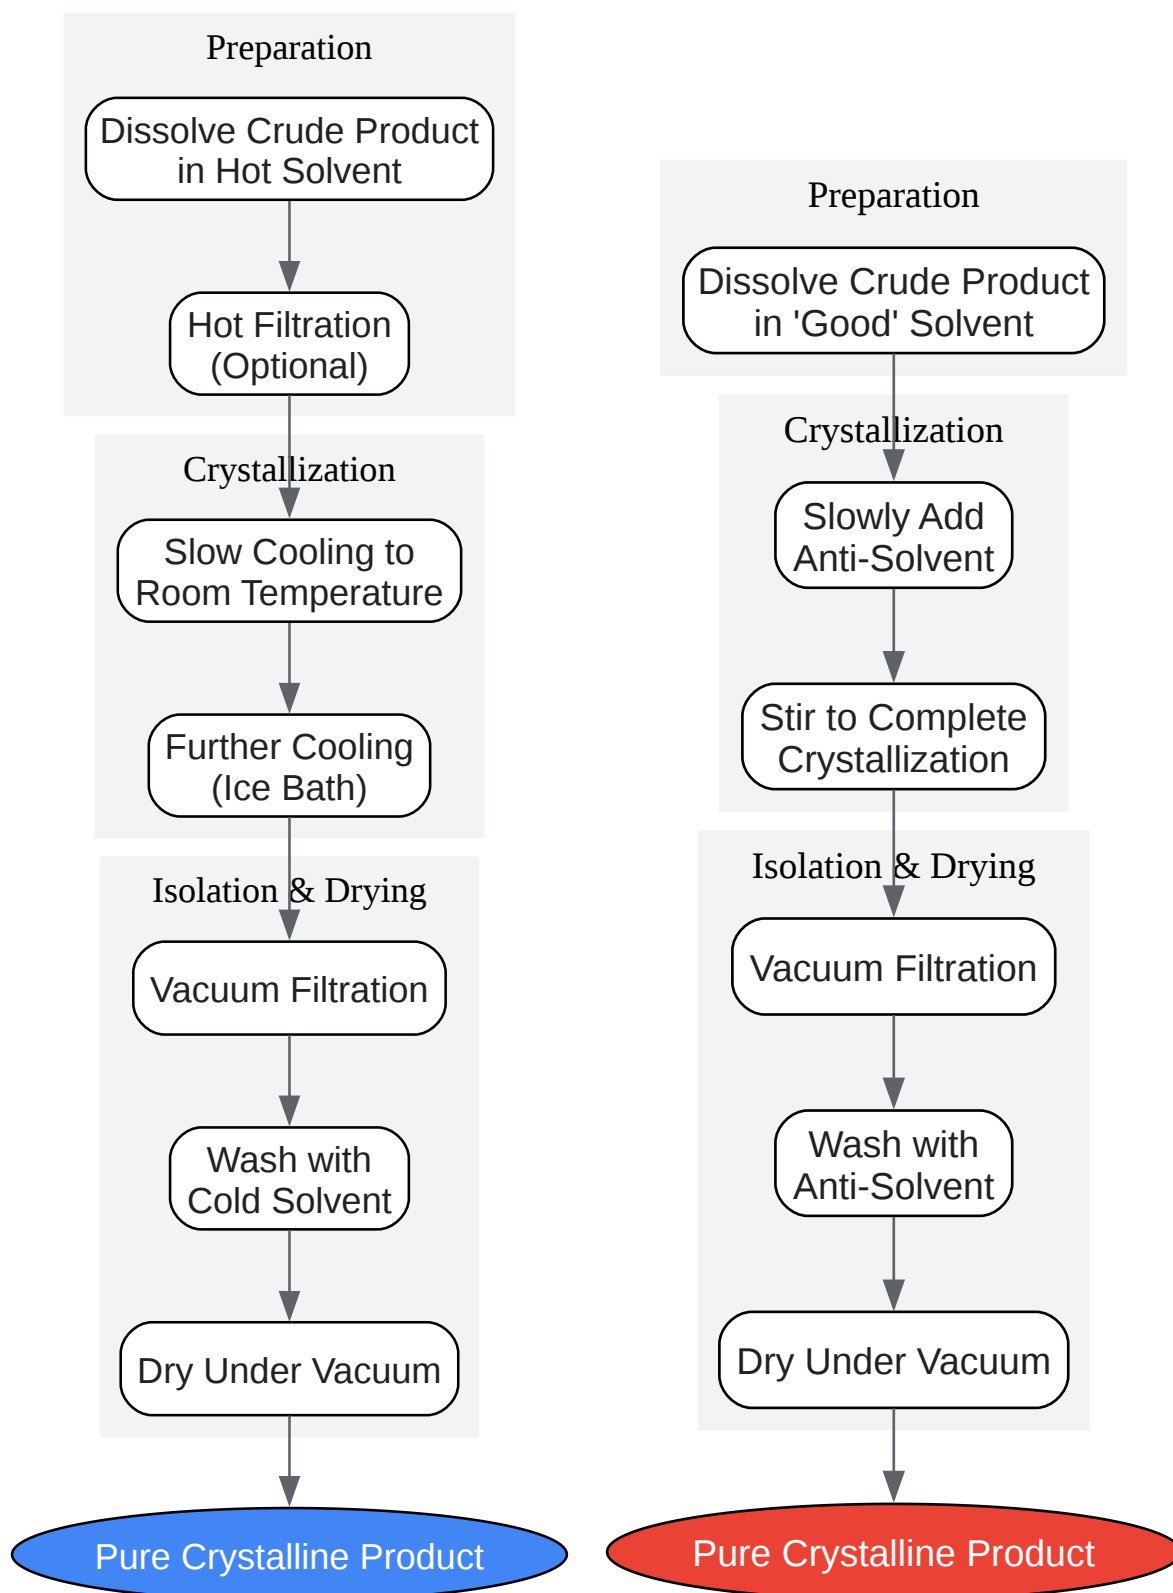 Preparation
Dissolve Crude Product
in Hot Solvent
Hot Filtration
(Optional)
Crystallization
Slow Cooling to
Room Temperature
Further Cooling
(Ice Bath)
Isolation & Drying
Vacuum Filtration
Wash with
Cold Solvent
Dry Under Vacuum
Pure Crystalline Product
Preparation
Dissolve Crude Product
in 'Good' Solvent
Crystallization
Slowly Add
Anti-Solvent
Stir to Complete
Crystallization
Isolation & Drying
Vacuum Filtration
Wash with
Anti-Solvent
Dry Under Vacuum
Pure Crystalline Product